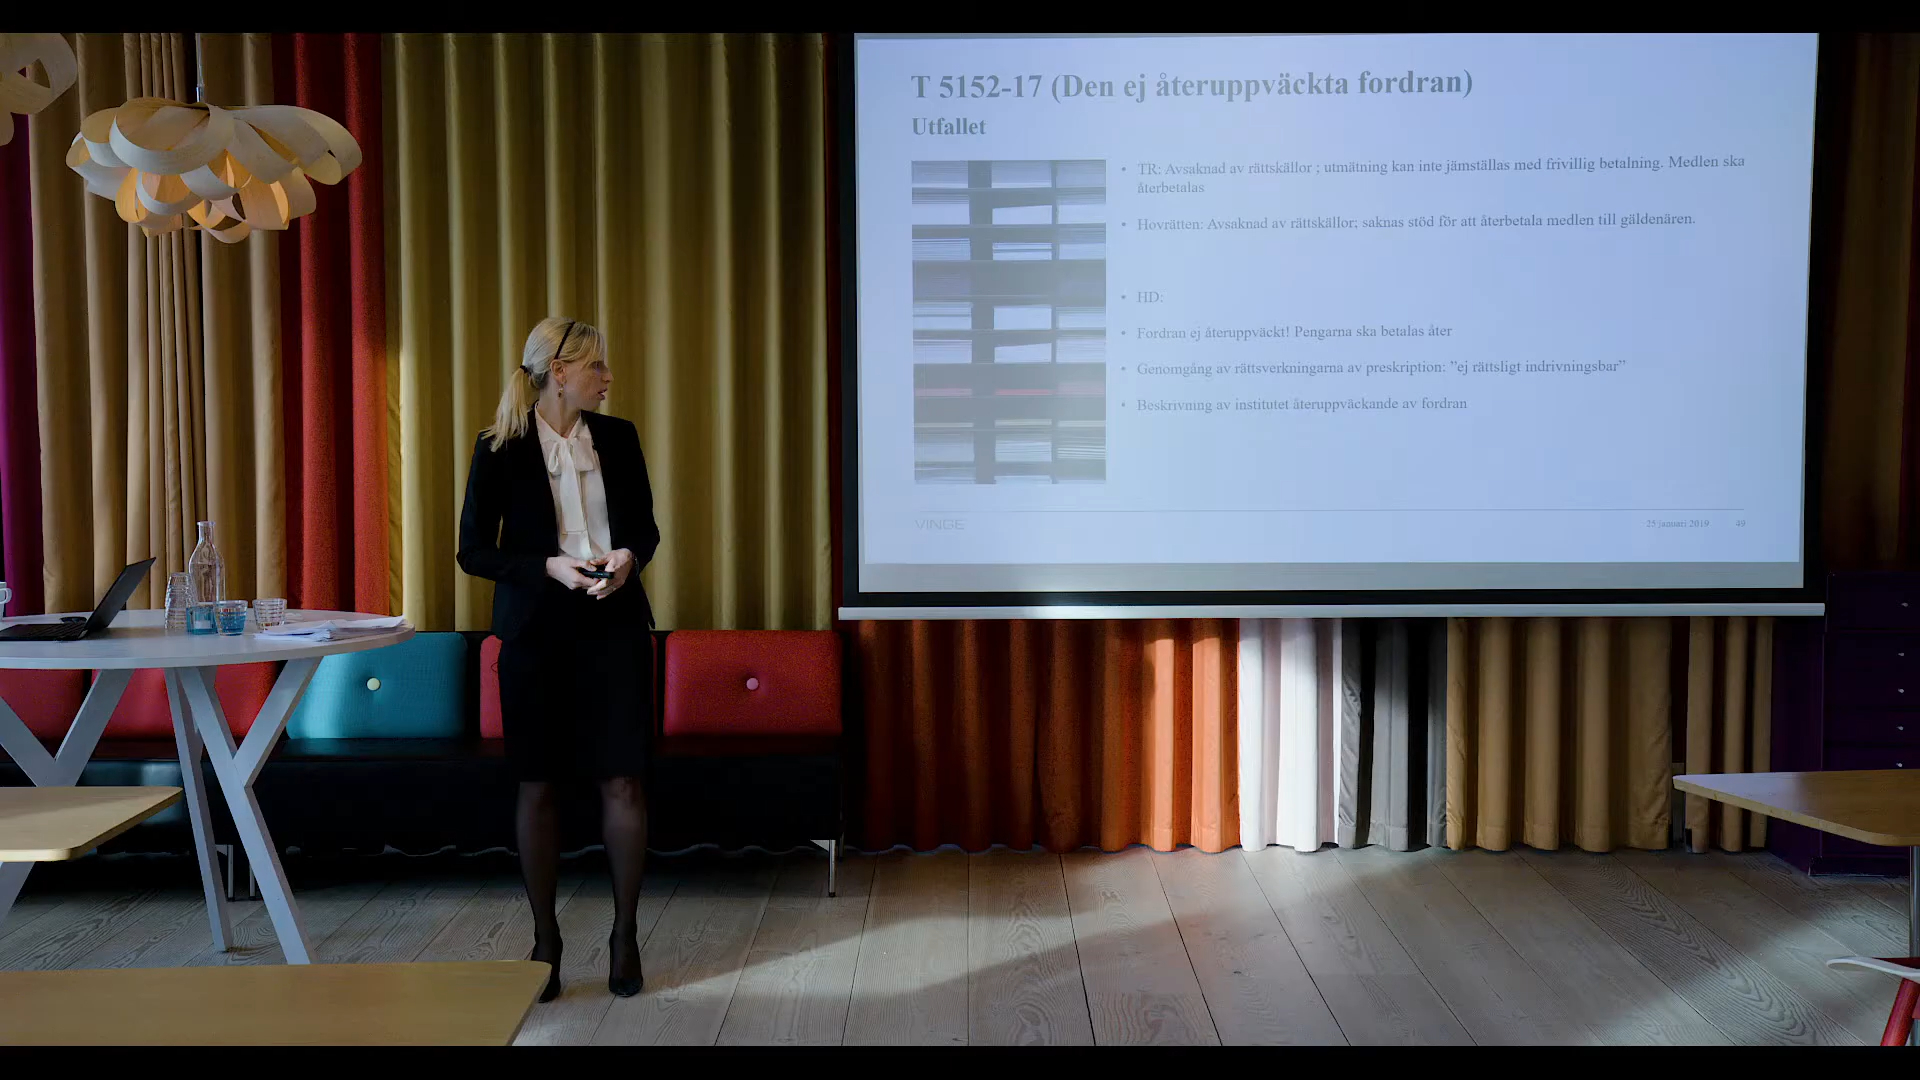 T 5152-17 (Den ej återuppväckta fordran)
Utfallet
• TR: Avsaknad av rättskällor ; utmätning kan inte jämställas med frivillig betalning. Medlen ska
återbetalas
• Hovrätten: Avsaknad av rättskällor; saknas stöd för att återbetala medlen till gäldenären.
• HD:
• Fordran ej återuppväckt! Pengarna ska betalas åter
• Genomgång av rättsverkningarna av preskription: ”ej rättsligt indrivningsbar”
• Beskrivning av institutet återuppväckande av fordran
VINGE
25 januari 2019 49